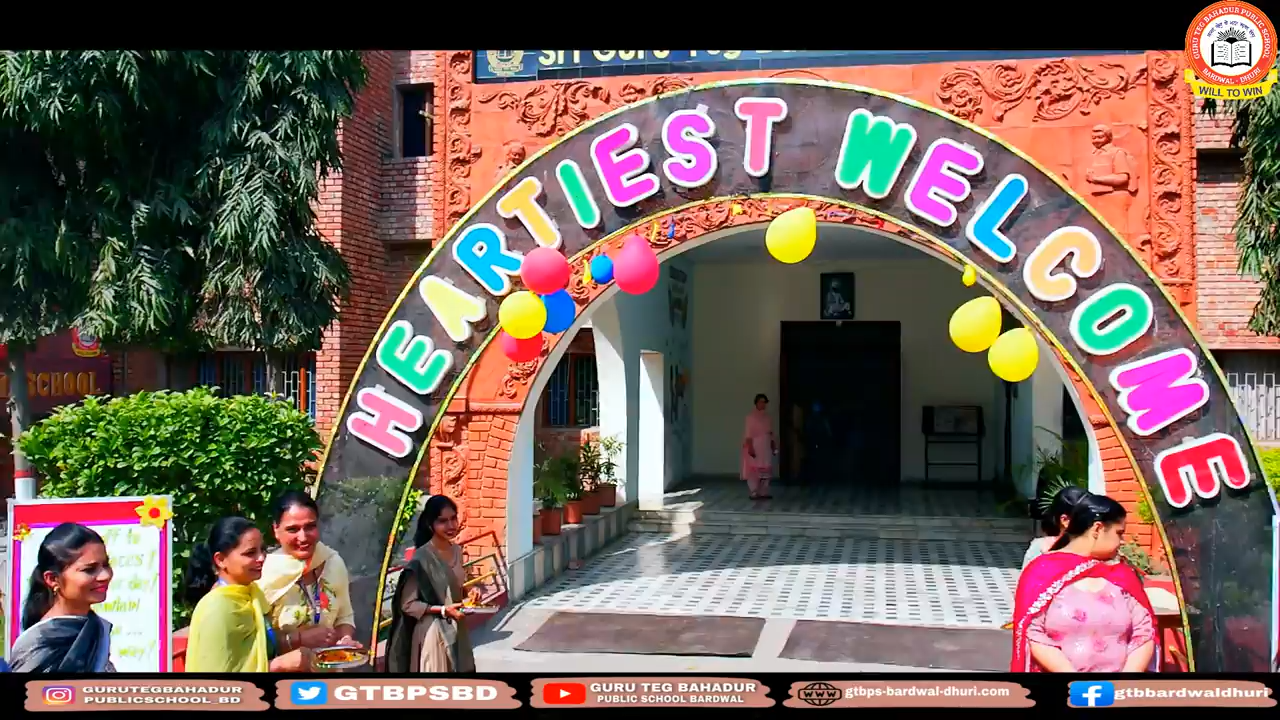 GURU TEG BAHADUR PUBLIC SCHOOL
BARDWAL - DHURI
WILL TO WIN
Sri Guru Teg
HEARTIEST WELCOME
SCHOOL
GURUTEGBAHADUR
PUBLICSCHOOL_BD
GTBPSBD
GURU TEG BAHADUR
PUBLIC SCHOOL BARDWAL
gtbps-bardwal-dhuri.com
gtbbardwaldhuri